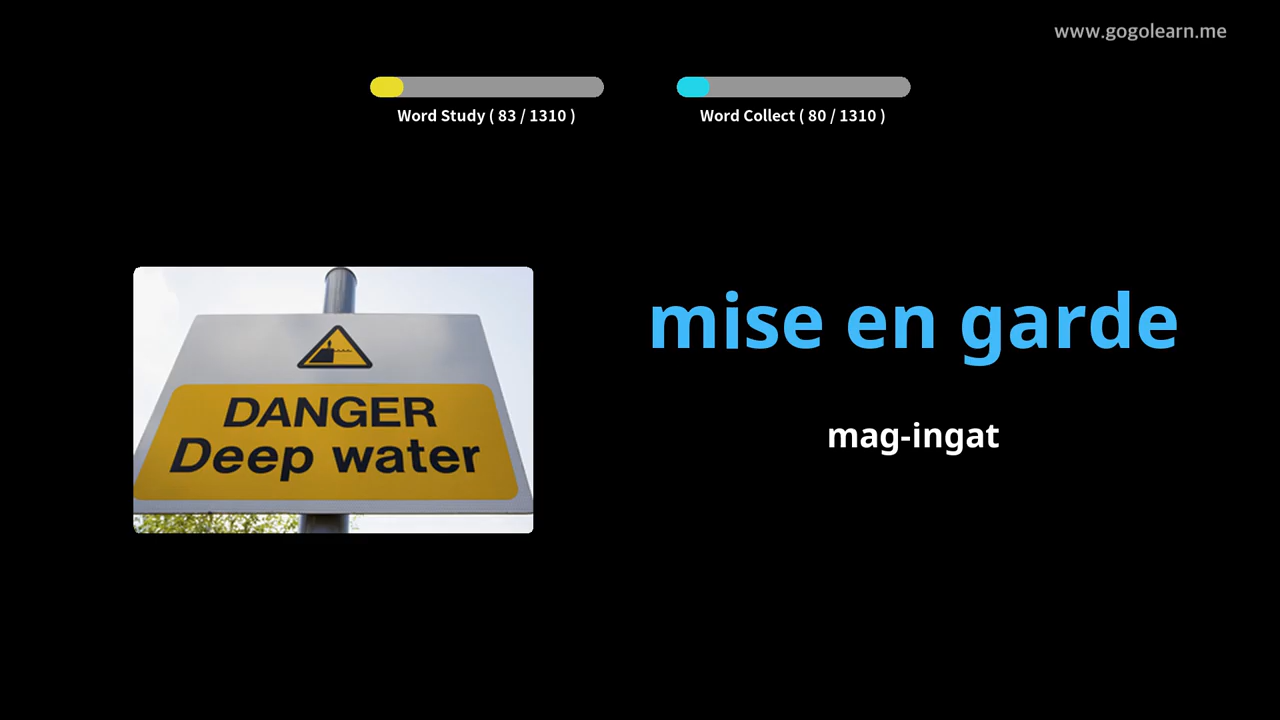 www.gogolearn.me
Word Study ( 83 / 1310 )
Word Collect ( 80 / 1310 )
DANGER
Deep water
mise en garde
mag-ingat